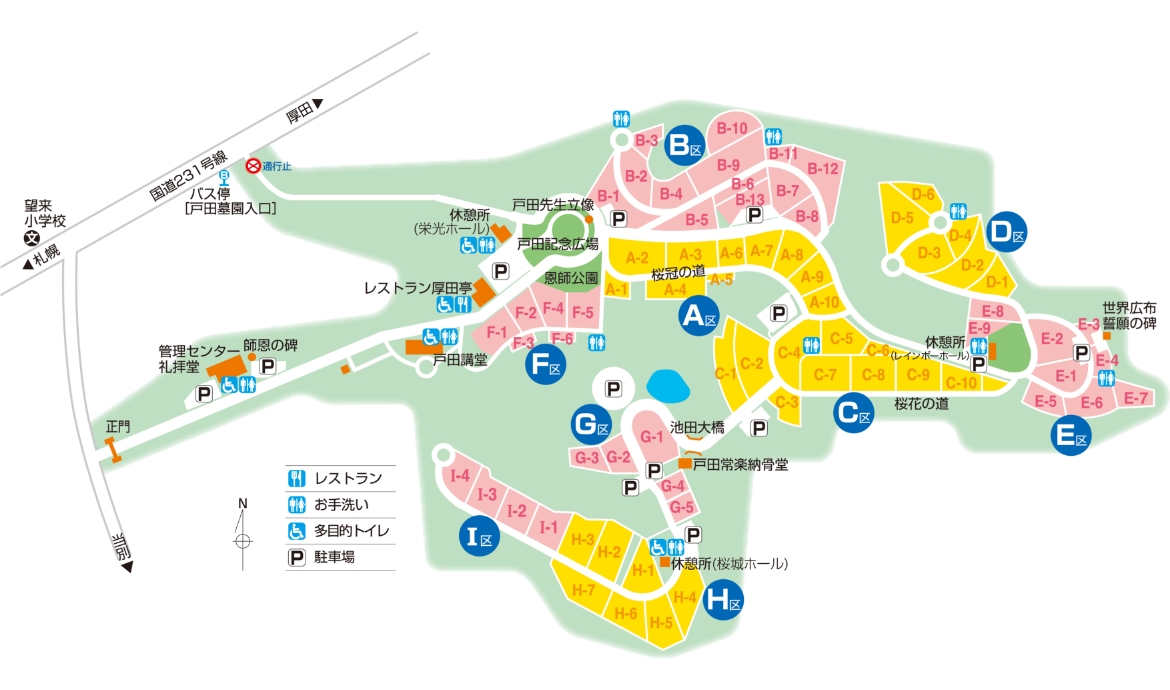 厚田▶
国道231号線
通行止
B
バス停
[戸田墓園入口]
望来
小学校
文
◀札幌
当別▶
正門
管理センター
礼拝堂
師恩の碑
P
P
戸田講堂
レストラン厚田亭
休憩所
(栄光ホール)
P
戸田先生立像
戸田記念広場
恩師公園
B区
B-1
B-2
B-3
B-4
B-5
B-6
B-13
B-7
B-8
B-9
B-10
B-11
B-12
P
P
A区
A-1
A-2
A-3
A-4
A-5
A-6
A-7
A-8
A-9
A-10
桜冠の道
P
F区
F-1
F-2
F-3
F-4
F-5
F-6
D区
D-1
D-2
D-3
D-4
D-5
D-6
C区
C-1
C-2
C-3
C-4
C-5
C-6
C-7
C-8
C-9
C-10
桜花の道
P
休憩所
(レインボーホール)
P
E区
E-1
E-2
E-3
E-4
E-5
E-6
E-7
E-8
E-9
P
世界広布
誓願の碑
P
G区
G-1
G-2
G-3
G-4
G-5
P
P
池田大橋
戸田常楽納骨堂
I区
I-1
I-2
I-3
I-4
H区
H-1
H-2
H-3
H-4
H-5
H-6
H-7
P
休憩所(桜城ホール)
N
レストラン
お手洗い
多目的トイレ
P 駐車場